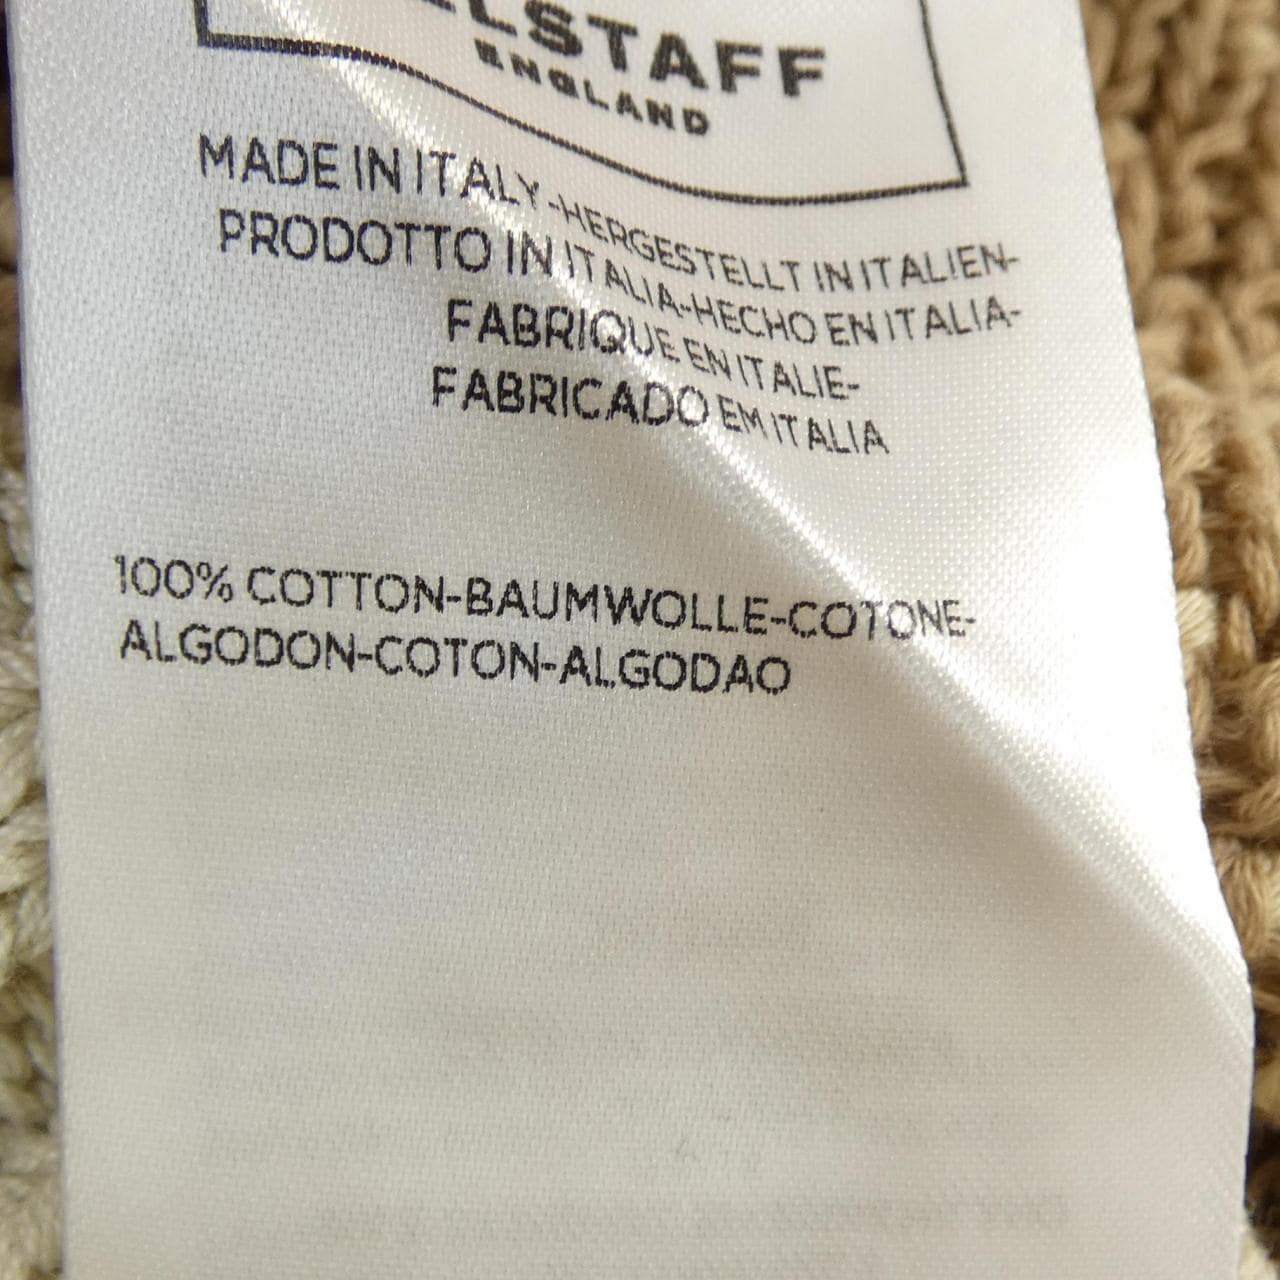 ELSTAFF
ENGLAND
MADE IN ITALY-HERGESTELLT IN ITALIEN-
PRODOTTO IN ITALIA-HECHO EN ITALIA-
FABRIQUE EN ITALIE-
FABRICADO EM ITALIA
100% COTTON-BAUMWOLLE-COTONE-
ALGODON-COTON-ALGODAO